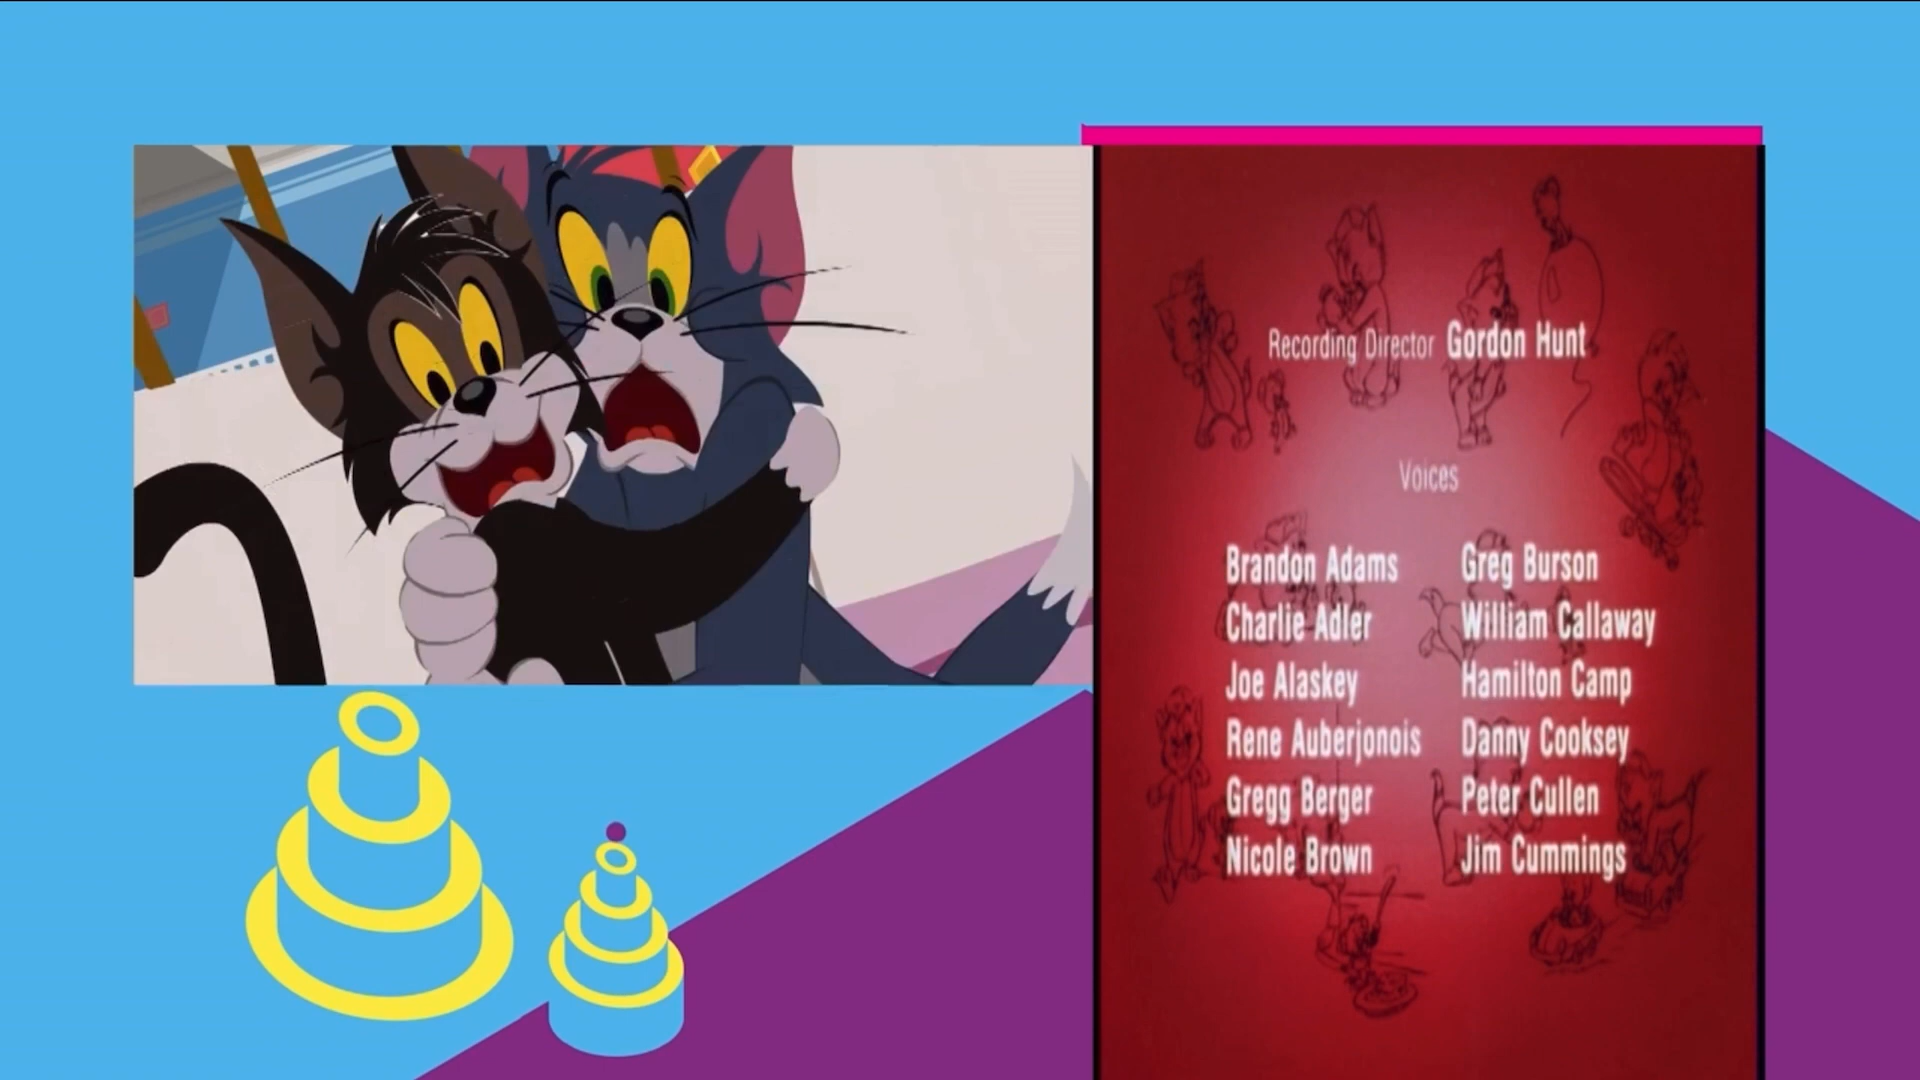 Recording Director Gordon Hunt
Voices
Brandon Adams Greg Burson
Charlie Adler William Callaway
Joe Alaskey Hamilton Camp
Rene Auberjonois Danny Cooksey
Gregg Berger Peter Cullen
Nicole Brown Jim Cummings